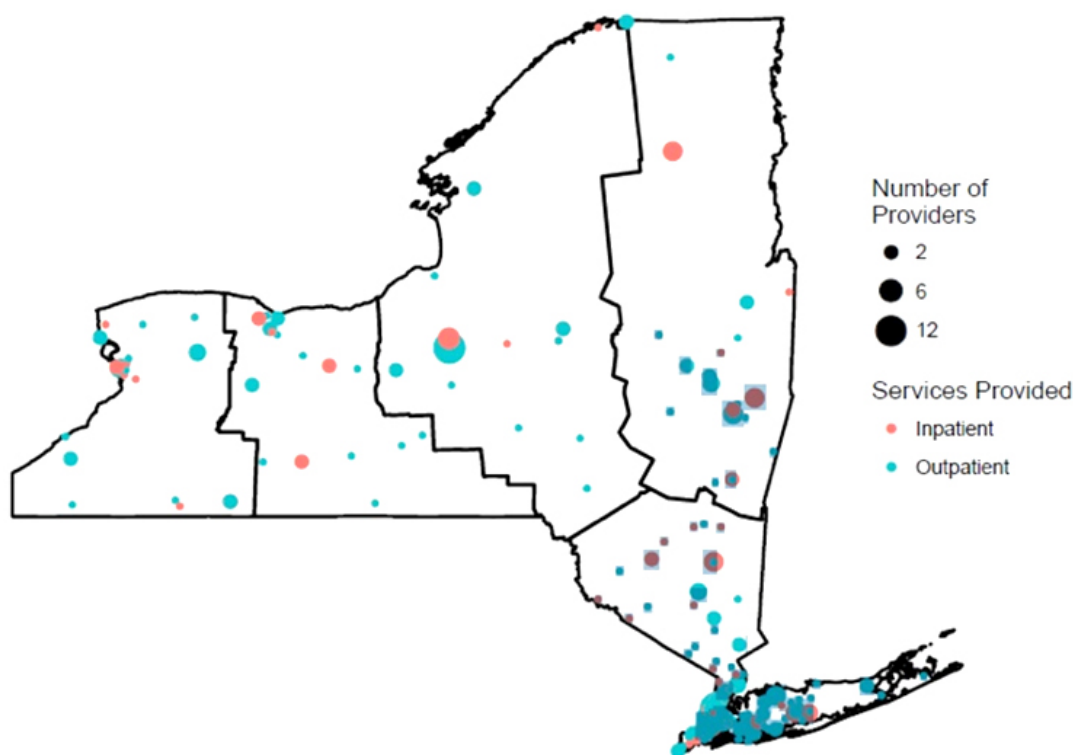 Number of
Providers
2
6
12
Services Provided
Inpatient
Outpatient